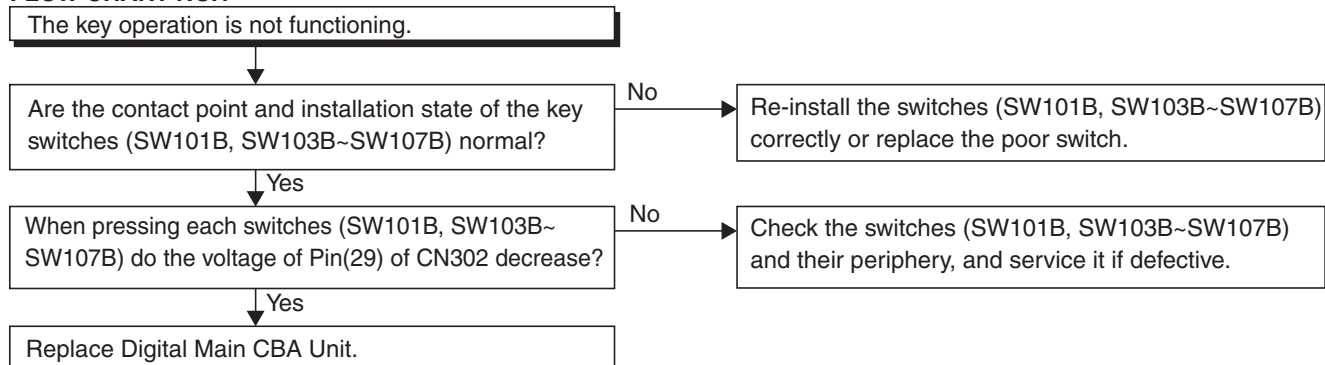 The key operation is not functioning.
Are the contact point and installation state of the key
switches (SW101B, SW103B~SW107B) normal?
No
Re-install the switches (SW101B, SW103B~SW107B)
correctly or replace the poor switch.
Yes
When pressing each switches (SW101B, SW103B~
SW107B) do the voltage of Pin(29) of CN302 decrease?
No
Check the switches (SW101B, SW103B~SW107B)
and their periphery, and service it if defective.
Yes
Replace Digital Main CBA Unit.